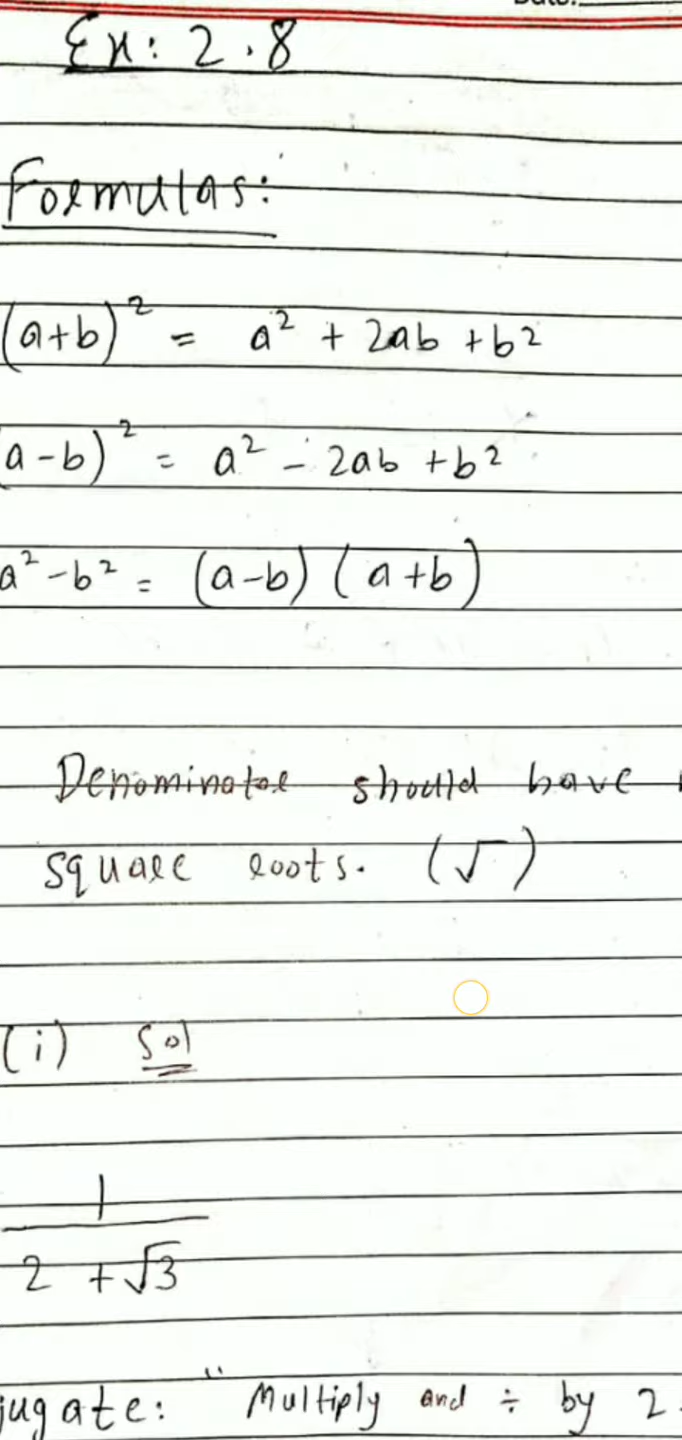 Ex: 2.8
Formulas:
(a+b)² = a² + 2ab + b²
a-b)² = a² - 2ab + b²
a² - b² = (a-b) (a+b)
Denominator should have
square roots. (√ )
(i) Sol
1
2 + √3
jugate: " Multiply and ÷ by 2